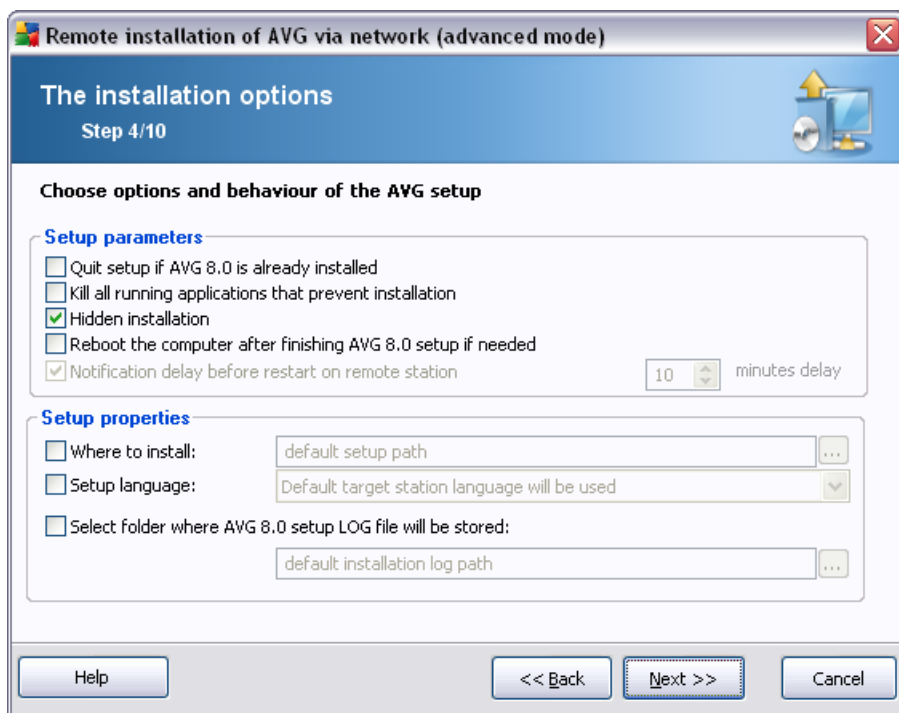 Remote installation of AVG via network (advanced mode)
The installation options
Step 4/10
Choose options and behaviour of the AVG setup
Setup parameters
Quit setup if AVG 8.0 is already installed
Kill all running applications that prevent installation
Hidden installation
Reboot the computer after finishing AVG 8.0 setup if needed
Notification delay before restart on remote station 10 minutes delay
Setup properties
Where to install: default setup path ...
Setup language: Default target station language will be used
Select folder where AVG 8.0 setup LOG file will be stored:
default installation log path ...
Help << Back Next >> Cancel